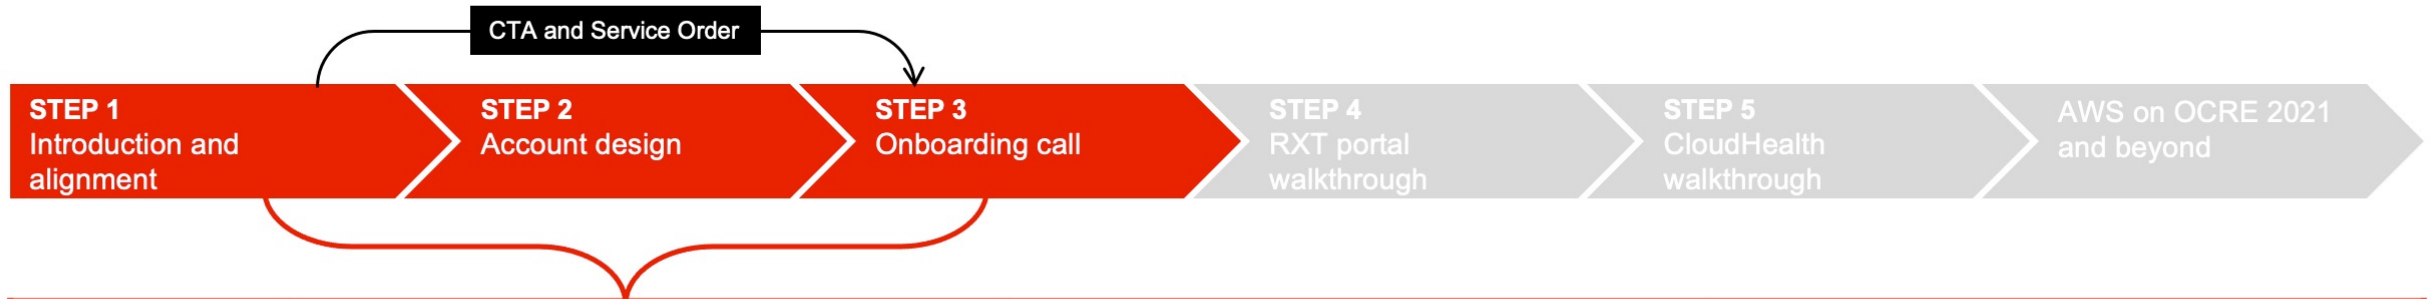 CTA and Service Order
STEP 1
Introduction and
alignment
STEP 2
Account design
STEP 3
Onboarding call
STEP 4
RXT portal
walkthrough
STEP 5
CloudHealth
walkthrough
AWS on OCRE 2021
and beyond